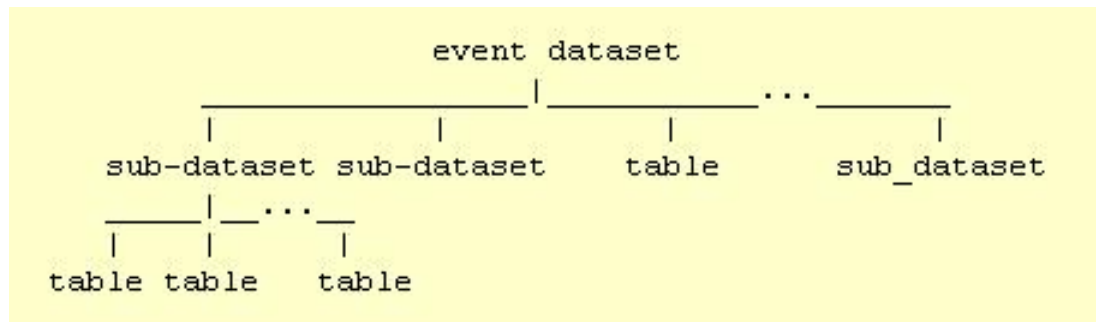 event dataset
...
sub-dataset sub-dataset table sub_dataset
...
table table table